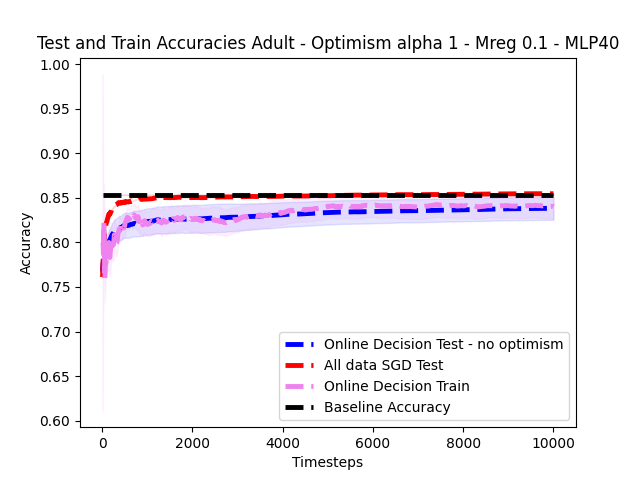 Test and Train Accuracies Adult - Optimism alpha 1 - Mreg 0.1 - MLP40
1.00
0.95
0.90
0.85
0.80
0.75
0.70
0.65
0.60
Accuracy
Online Decision Test - no optimism
All data SGD Test
Online Decision Train
Baseline Accuracy
0 2000 4000 6000 8000 10000
Timesteps